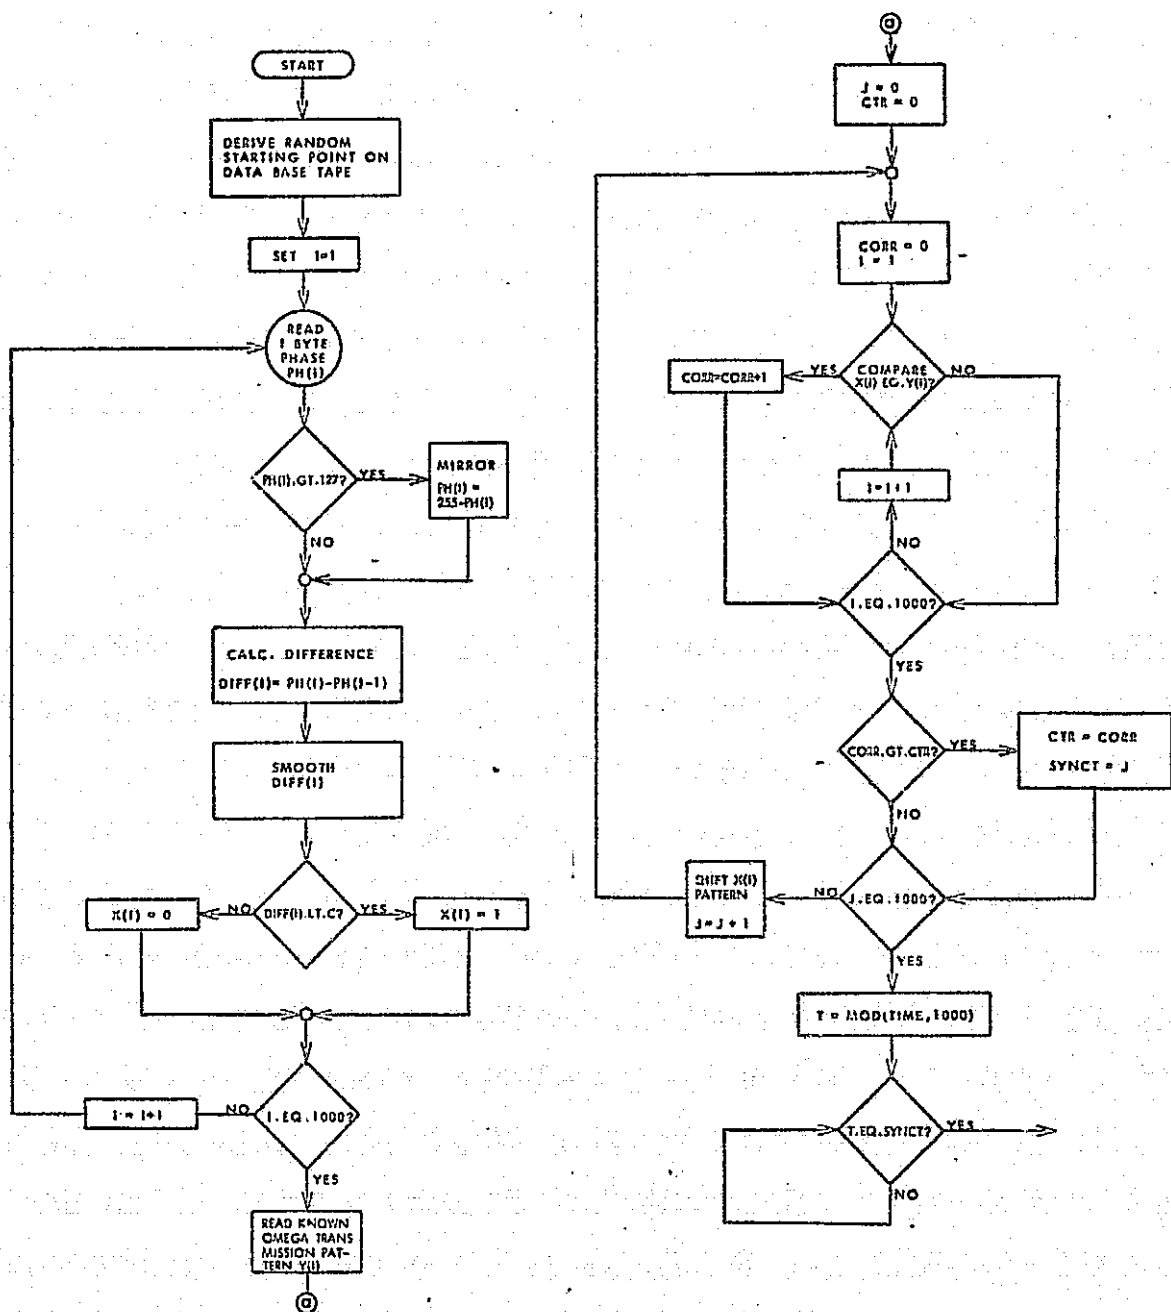 START
DERIVE RANDOM
STARTING POINT ON
DATA BASE TAPE
SET I=1
READ
1 BYTE
PHASE
PH(I)
PH(I).GT.127?
YES
MIRROR
PH(I) =
255-PH(I)
NO
CALC. DIFFERENCE
DIFF(I)= PH(I)-PH(I-1)
SMOOTH
DIFF(I)
X(I) = 0
NO
DIFF(I).LT.C?
YES
X(I) = 1
I = I+1
NO
I.EQ.1000?
YES
READ KNOWN
OMEGA TRANS
MISSION PAT-
TERN Y(I)
a
a
J = 0
CTR = 0
CORR = 0
I = 1
CORR=CORR+1
YES
COMPARE
X(I) EQ.Y(I)?
NO
I=I+1
NO
I.EQ.1000?
YES
CORR.GT.CTR?
YES
CTR = CORR
SYNCT = J
NO
SHIFT X(I)
PATTERN
J=J+1
NO
J.EQ.1000?
YES
T = MOD(TIME,1000)
T.EQ.SYNCT?
YES
NO